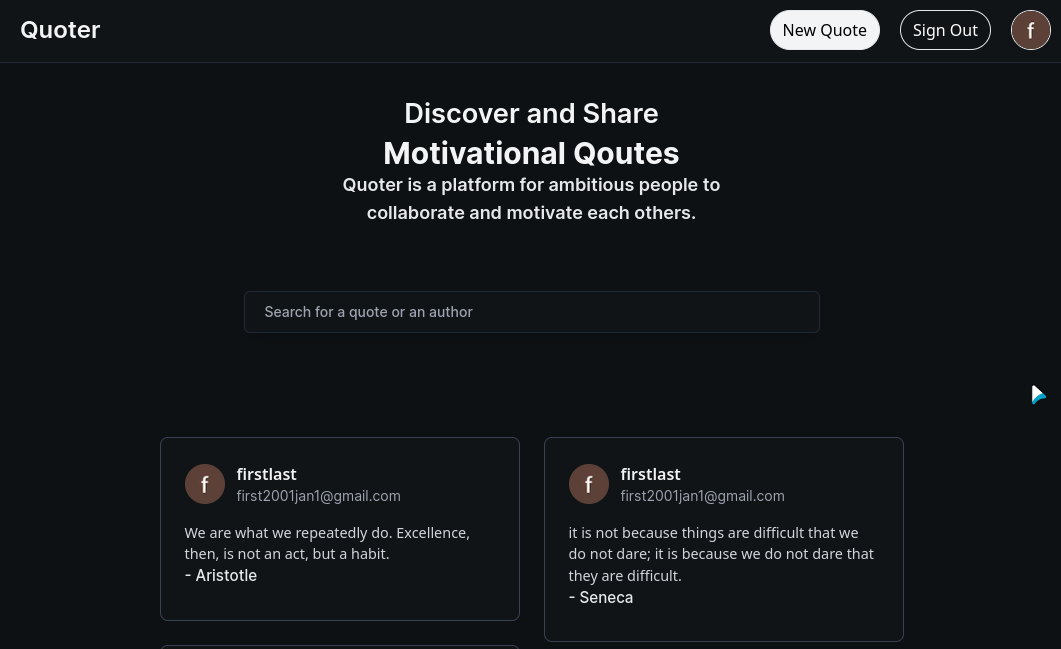 Quoter
New Quote
Sign Out
f
Discover and Share
Motivational Qoutes
Quoter is a platform for ambitious people to
collaborate and motivate each others.
Search for a quote or an author
f
firstlast
first2001jan1@gmail.com
We are what we repeatedly do. Excellence,
then, is not an act, but a habit.
- Aristotle
f
firstlast
first2001jan1@gmail.com
it is not because things are difficult that we
do not dare; it is because we do not dare that
they are difficult.
- Seneca